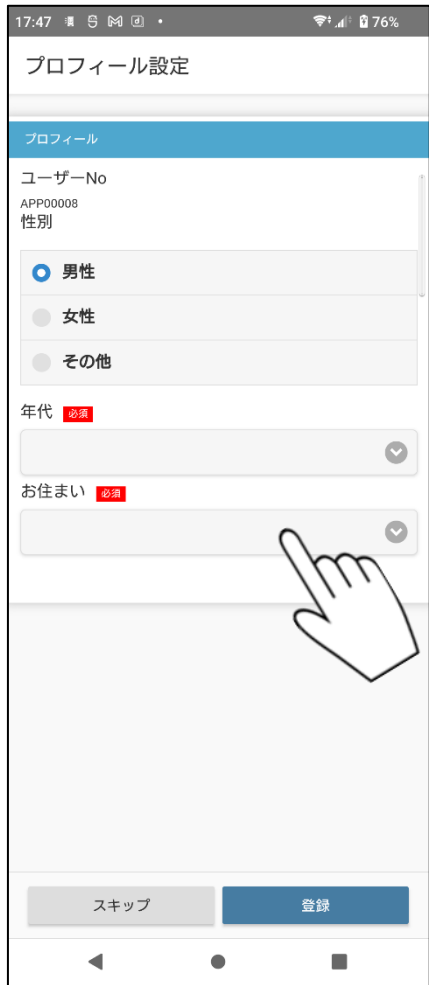 17:47 76%
プロフィール設定
プロフィール
ユーザーNo
APP00008
性別
男性
女性
その他
年代 必須
お住まい 必須
スキップ 登録